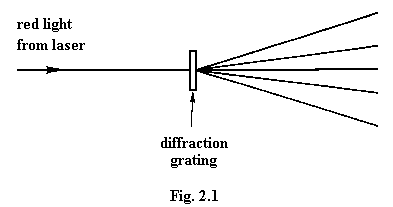 red light
from laser
diffraction
grating
Fig. 2.1